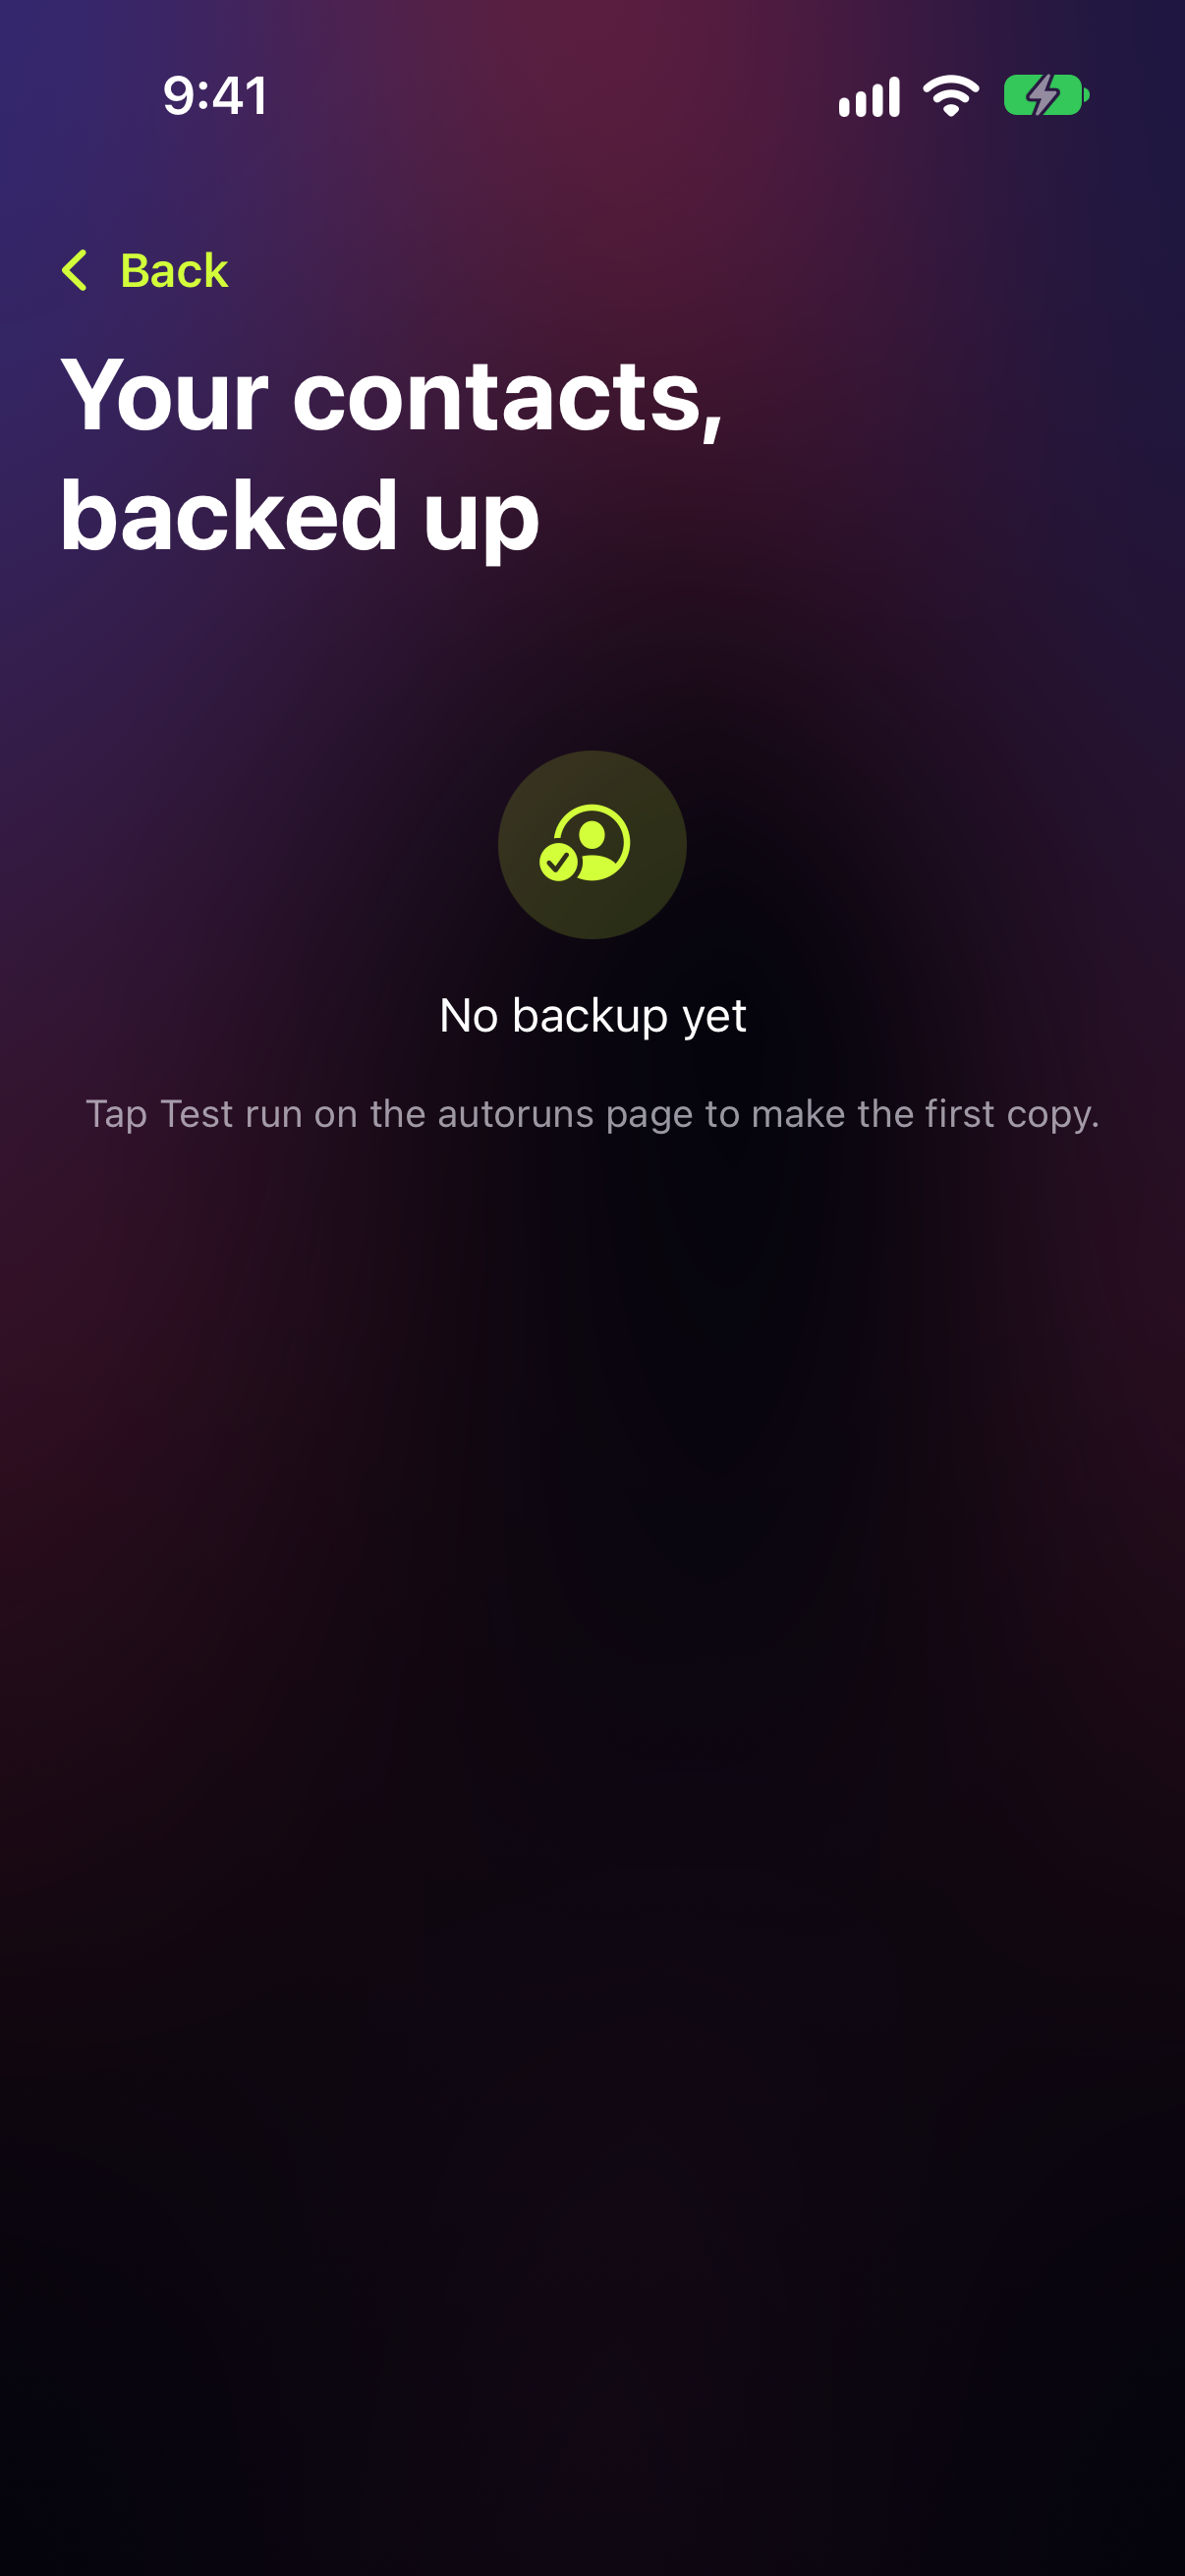 9:41
Back
Your contacts,
backed up
No backup yet
Tap Test run on the autoruns page to make the first copy.